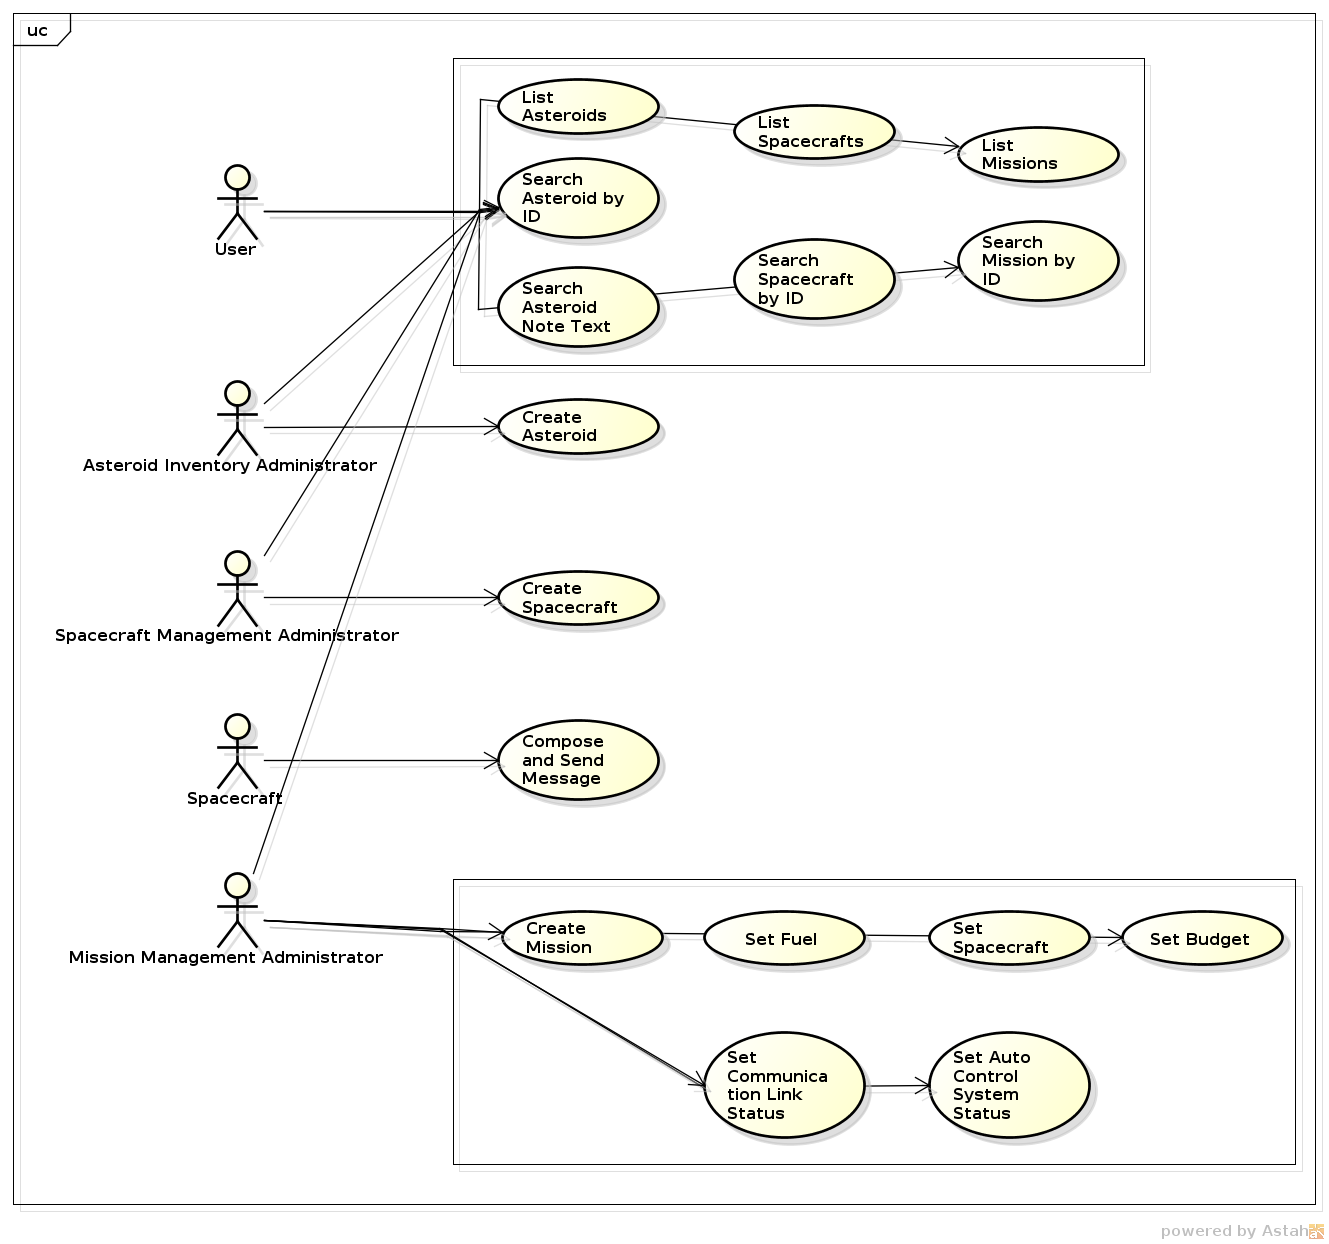 uc
List
Asteroids
List
Spacecrafts
List
Missions
Search
Asteroid by
ID
User
Search
Mission by
ID
Search
Spacecraft
by ID
Search
Asteroid
Note Text
Create
Asteroid
Asteroid Inventory Administrator
Create
Spacecraft
Spacecraft Management Administrator
Compose
and Send
Message
Spacecraft
Create
Mission
Set Fuel
Set
Spacecraft
Set Budget
Mission Management Administrator
Set
Communica
tion Link
Status
Set Auto
Control
System
Status
powered by Astah